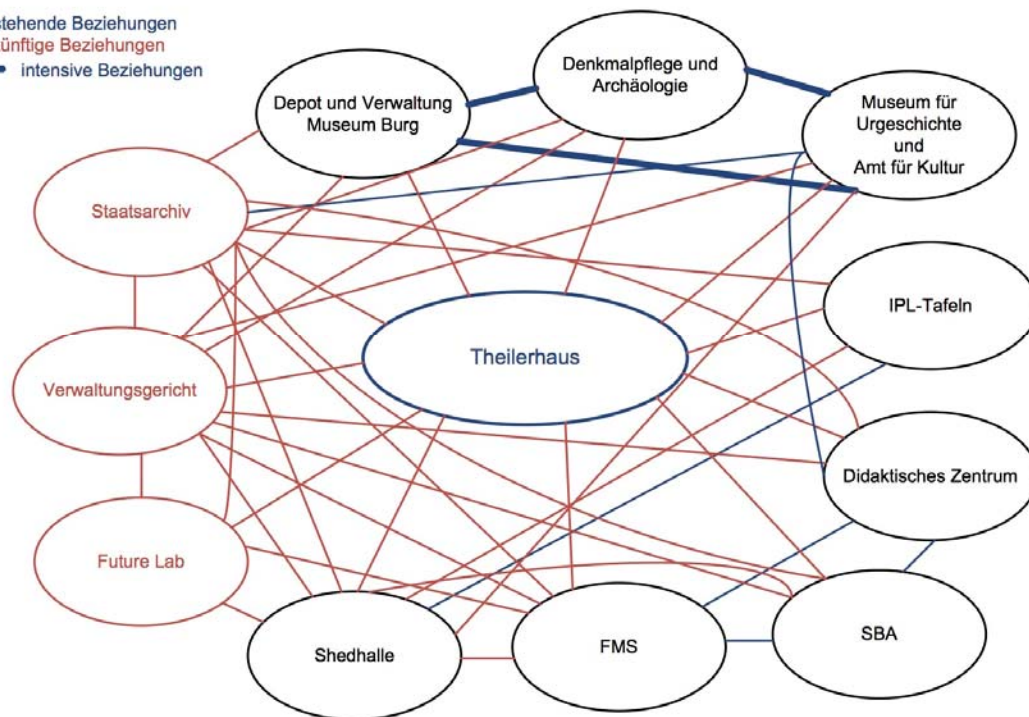 stehende Beziehungen
ünftige Beziehungen
intensive Beziehungen
Depot und Verwaltung
Museum Burg
Denkmalpflege und
Archäologie
Museum für
Urgeschichte
und
Amt für Kultur
Staatsarchiv
IPL-Tafeln
Theilerhaus
Verwaltungsgericht
Didaktisches Zentrum
Future Lab
Shedhalle
FMS
SBA